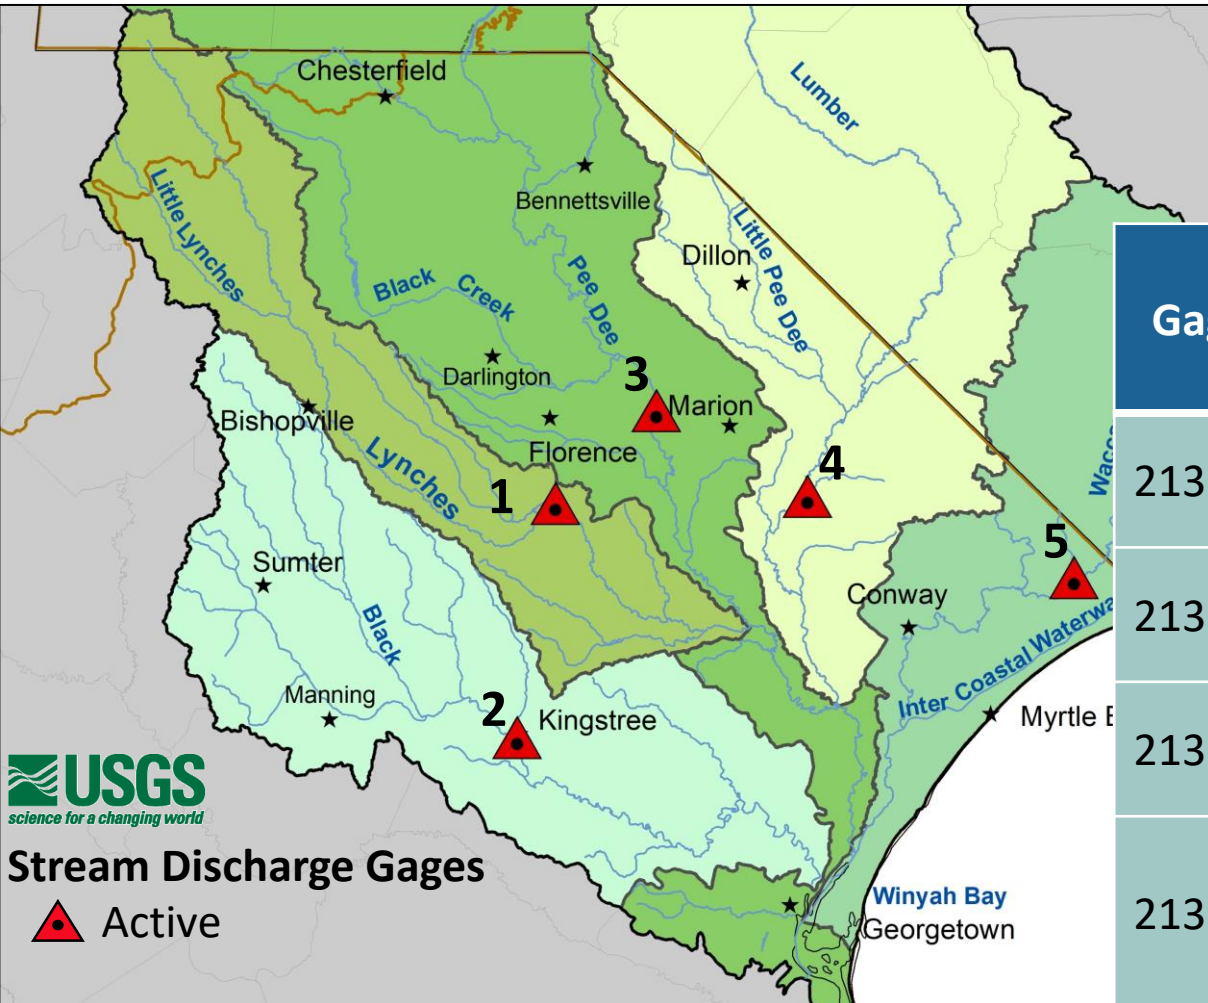 Chesterfield
Lumber
Little Lynches
Bennettsville
Little Pee Dee
Dillon
Black Creek
Pee Dee
Gag
Darlington
3
Marion
Bishopville
Florence
Lynches
4
Wacc
213
1
5
Sumter
Conway
213
Black
Inter Coastal Waterwa
Manning
2
Kingstree
Myrtle B
213
USGS
science for a changing world
Stream Discharge Gages
Active
Winyah Bay
Georgetown
213